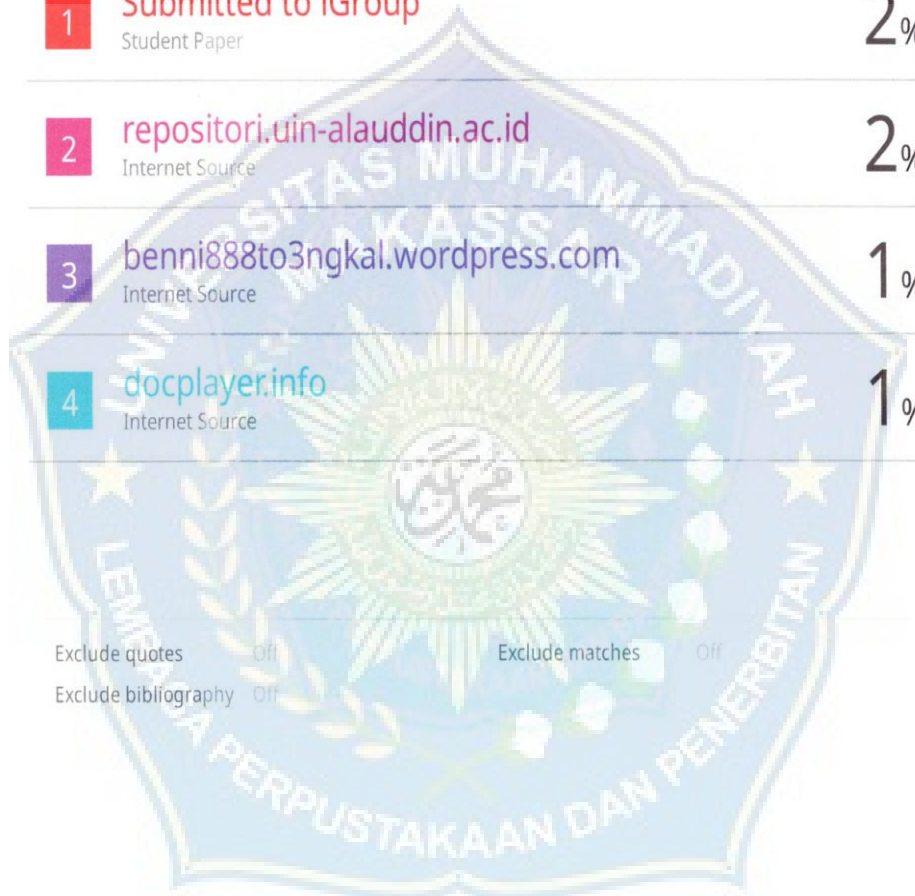 1 Submitted to iGroup 2%
Student Paper
2 repositori.uin-alauddin.ac.id 2%
Internet Source
3 benni888to3ngkal.wordpress.com 1%
Internet Source
4 docplayer.info 1%
Internet Source
UNIVERSITAS MUHAMMADIYAH
MAKASSAR
Exclude quotes Off Exclude matches Off
Exclude bibliography Off
LEMBAGA PERPUSTAKAAN DAN PENERBITAN